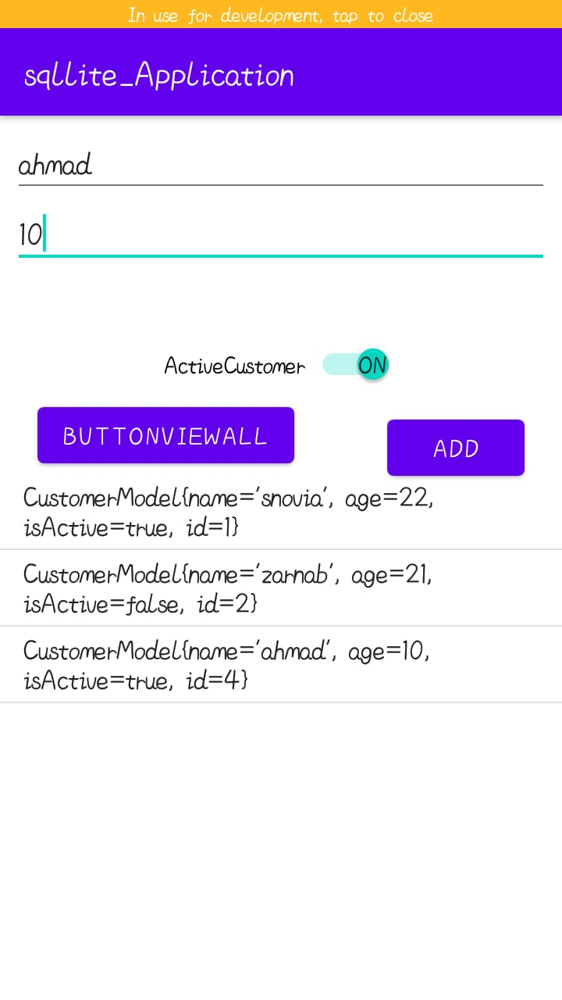 In use for development, tap to close
sqllite_Application
ahmad
10
ActiveCustomer ON
BUTTONVIEWALL
ADD
CustomerModel{name='snovia', age=22,
isActive=true, id=1}
CustomerModel{name='zarnab', age=21,
isActive=false, id=2}
CustomerModel{name='ahmad', age=10,
isActive=true, id=4}